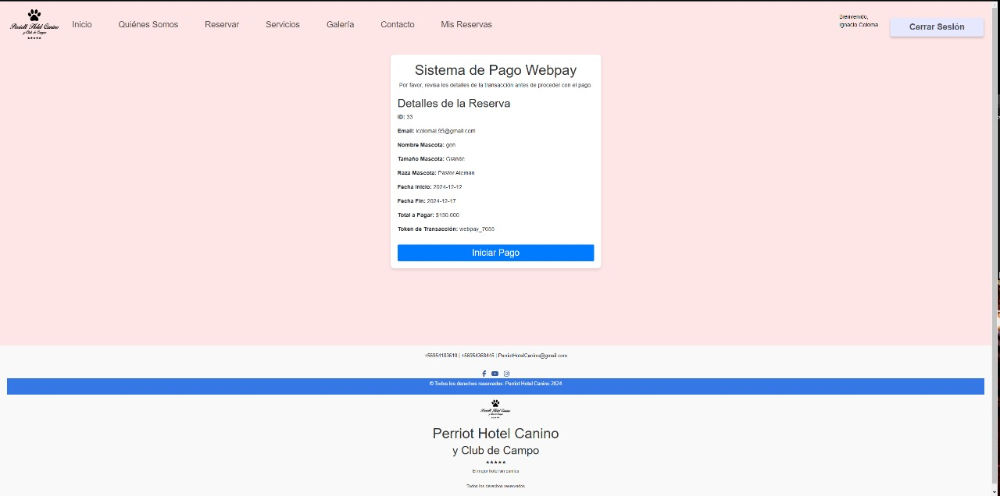 Perriott Hotel Canino
y Club de Campo
★★★★★
Inicio
Quiénes Somos
Reservar
Servicios
Galería
Contacto
Mis Reservas
Bienvenido,
Ignacio Coloma
Cerrar Sesión
Sistema de Pago Webpay
Por favor, revisa los detalles de la transacción antes de proceder con el pago.
Detalles de la Reserva
ID: 33
Email: icolomal.95@gmail.com
Nombre Mascota: gon
Tamaño Mascota: Grande
Raza Mascota: Pastor Aleman
Fecha Inicio: 2024-12-12
Fecha Fin: 2024-12-17
Total a Pagar: $130.000
Token de Transacción: webpay_7055
Iniciar Pago
+56954183610 | +56954368445 | PerriotHotelCanino@gmail.com
© Todos los derechos reservados. Perriot Hotel Canino 2024
Perriott Hotel Canino
★★★★★
Perriot Hotel Canino
y Club de Campo
★★★★★
El mejor hotel sin caniles
Todos los derechos reservados